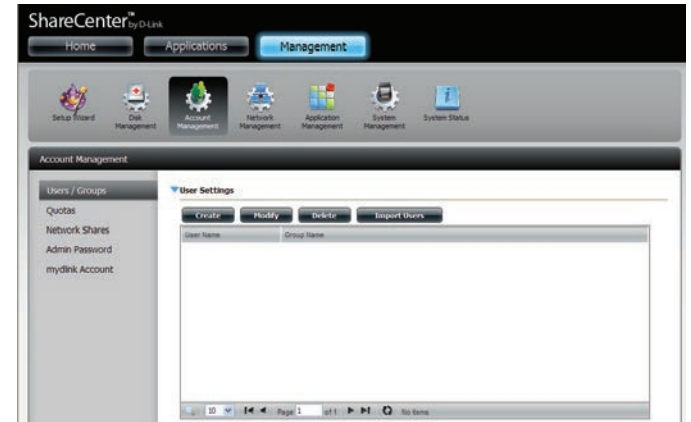 ShareCenter™ by D-Link
Home Applications Management
Setup Wizard Disk Management Account Management Network Management Application Management System Management System Status
Account Management
Users / Groups
Quotas
Network Shares
Admin Password
mydlink Account
User Settings
Create Modify Delete Import Users
User Name Group Name
10 Page 1 of 1 No items